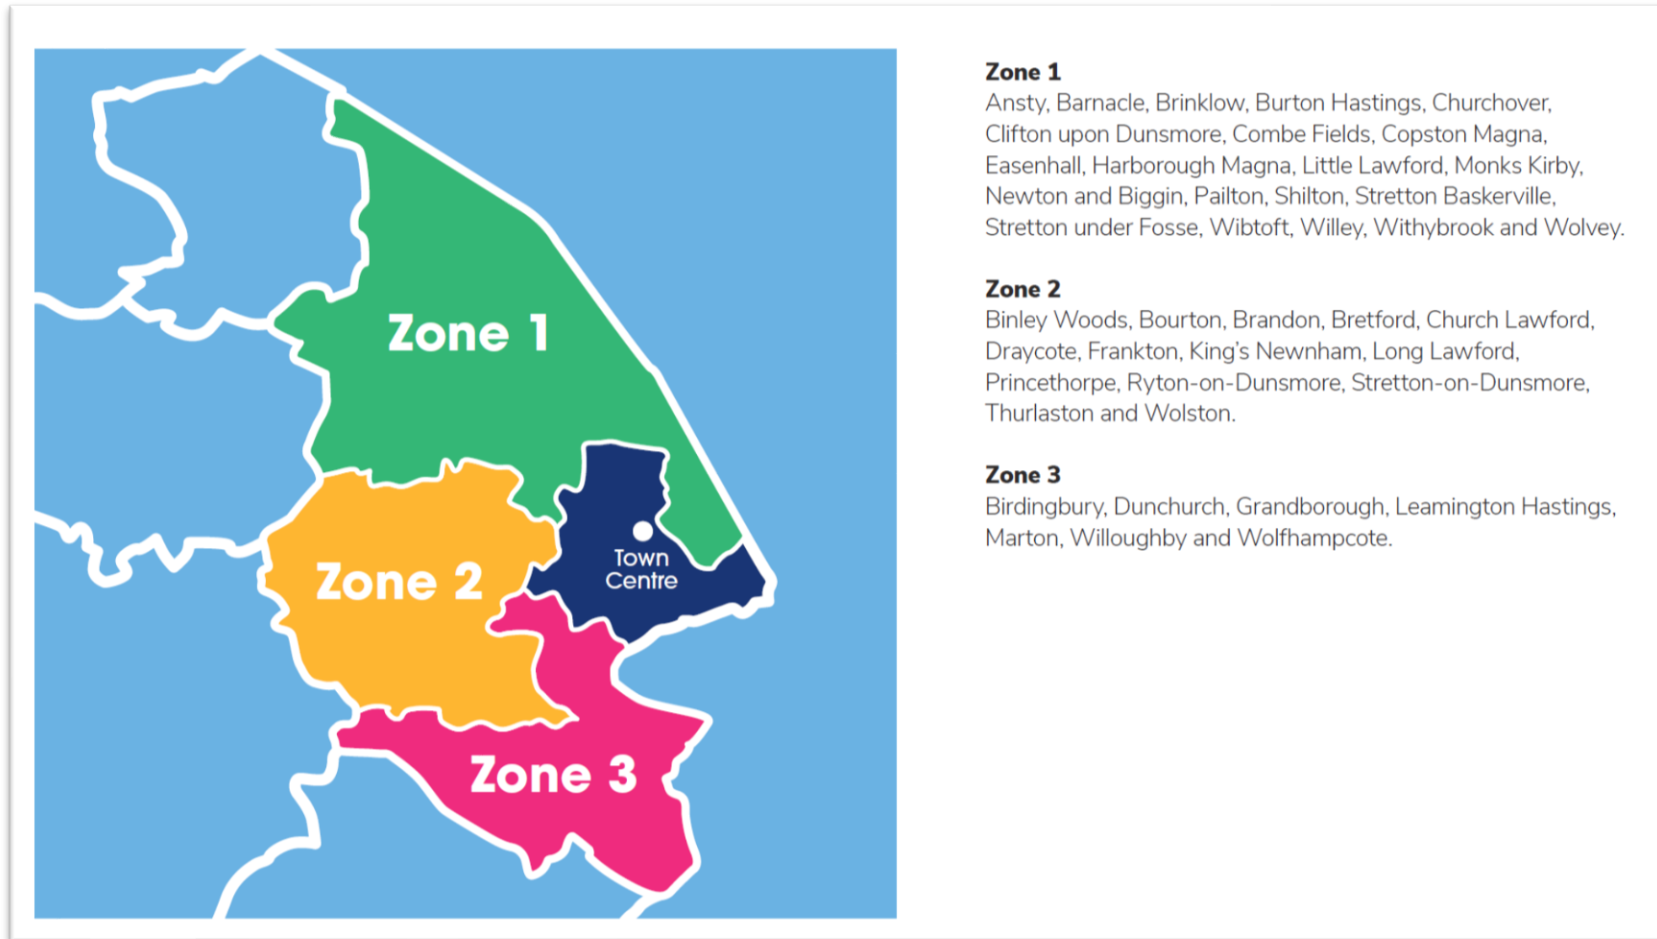 Zone 1
Zone 2
Zone 3
Town
Centre
Zone 1
Ansty, Barnacle, Brinklow, Burton Hastings, Churchover,
Clifton upon Dunsmore, Combe Fields, Copston Magna,
Easenhall, Harborough Magna, Little Lawford, Monks Kirby,
Newton and Biggin, Pailton, Shilton, Stretton Baskerville,
Stretton under Fosse, Wibtoft, Willey, Withybrook and Wolvey.
Zone 2
Binley Woods, Bourton, Brandon, Bretford, Church Lawford,
Draycote, Frankton, King's Newnham, Long Lawford,
Princethorpe, Ryton-on-Dunsmore, Stretton-on-Dunsmore,
Thurlaston and Wolston.
Zone 3
Birdingbury, Dunchurch, Grandborough, Leamington Hastings,
Marton, Willoughby and Wolfhampcote.